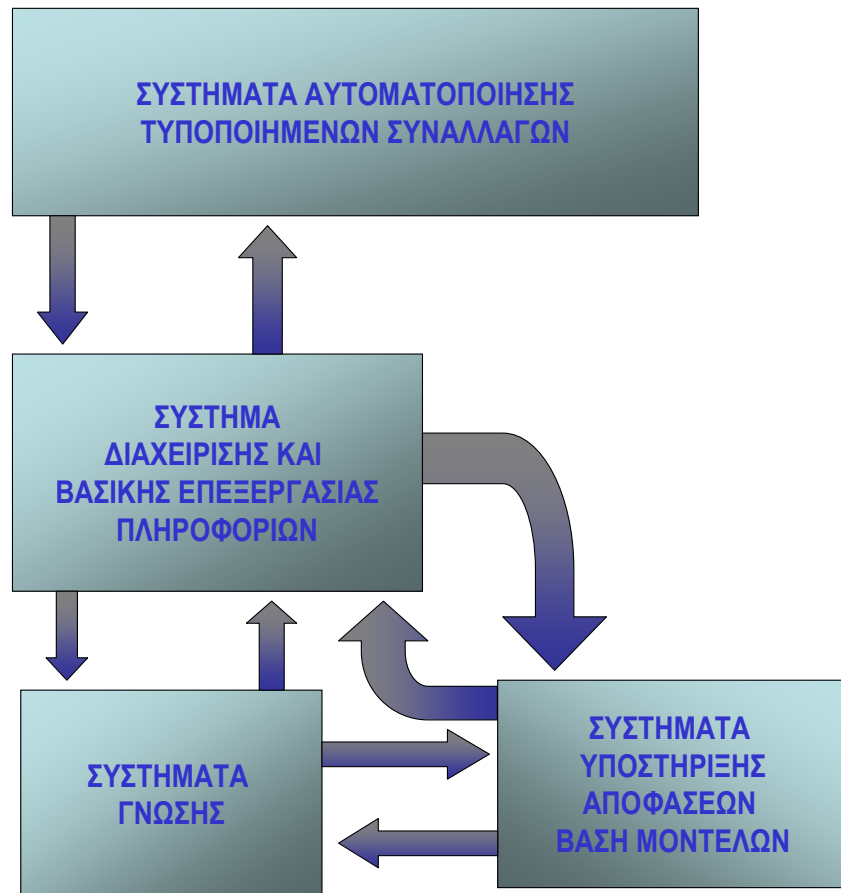 ΣΥΣΤΗΜΑΤΑ ΑΥΤΟΜΑΤΟΠΟΙΗΣΗΣ
ΤΥΠΟΠΟΙΗΜΕΝΩΝ ΣΥΝΑΛΛΑΓΩΝ
ΣΥΣΤΗΜΑ
ΔΙΑΧΕΙΡΙΣΗΣ ΚΑΙ
ΒΑΣΙΚΗΣ ΕΠΕΞΕΡΓΑΣΙΑΣ
ΠΛΗΡΟΦΟΡΙΩΝ
ΣΥΣΤΗΜΑΤΑ
ΓΝΩΣΗΣ
ΣΥΣΤΗΜΑΤΑ
ΥΠΟΣΤΗΡΙΞΗΣ
ΑΠΟΦΑΣΕΩΝ
ΒΑΣΗ ΜΟΝΤΕΛΩΝ